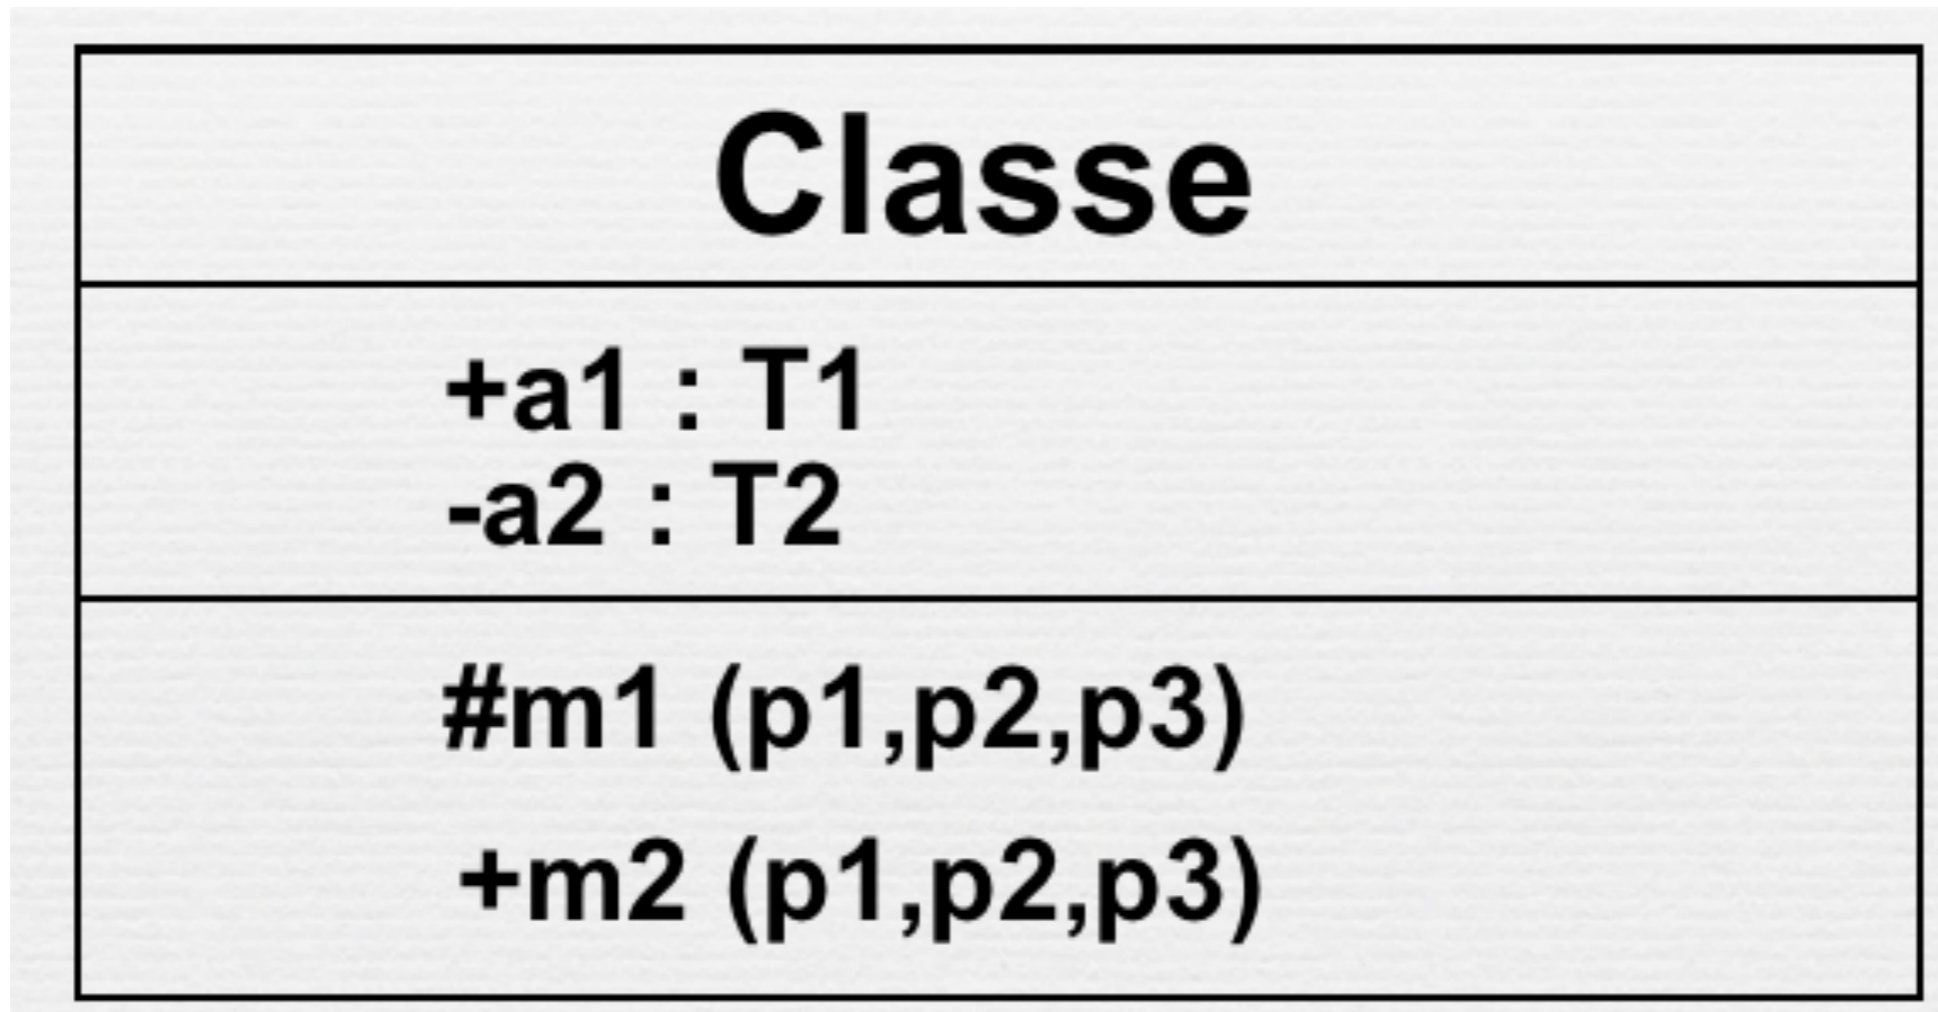 Classe
+a1 : T1
-a2 : T2
#m1 (p1,p2,p3)
+m2 (p1,p2,p3)